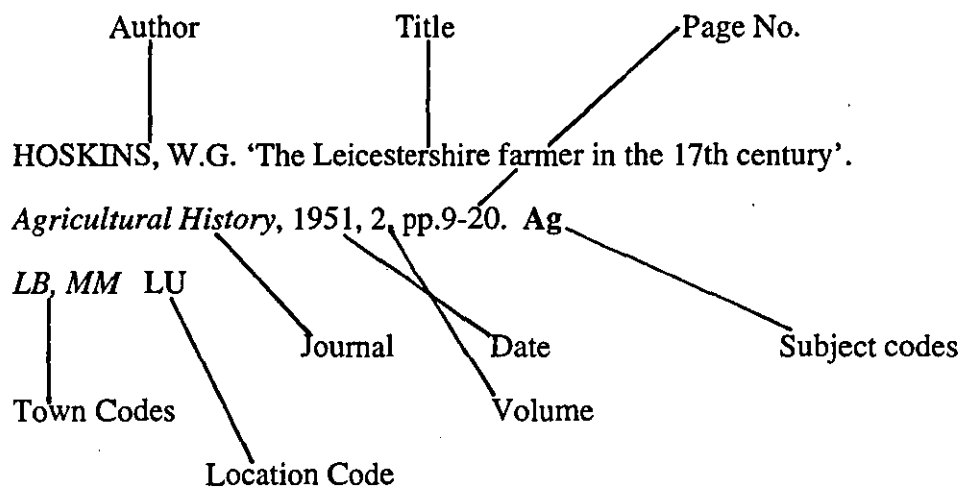 Author Title Page No.
HOSKINS, W.G. ‘The Leicestershire farmer in the 17th century’.
Agricultural History, 1951, 2, pp.9-20. Ag
LB, MM LU
Journal Date Subject codes
Town Codes Volume
Location Code